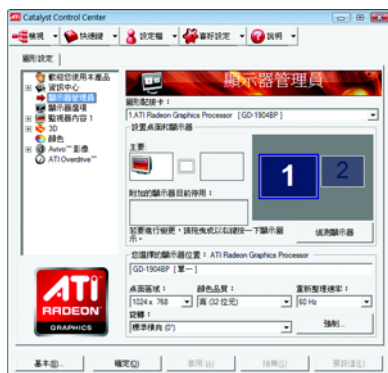 Catalyst Control Center
檢視 快速鍵 設定檔 喜好設定 說明
圖形設定
歡迎您使用本產品
資訊中心
顯示器管理員
顯示器選項
監視器內容 1
3D
顏色
Avivo™ 影像
ATI Overdrive™
顯示器管理員
圖形配接卡：
1.ATI Radeon Graphics Processor [ GD-1904BP ]
設置桌面和顯示器
主要：
附加的顯示器目前停用：
1
2
若要進行變更，請拖曳或以右鍵按一下顯示圖示。
偵測顯示器
您選擇的顯示器位置： ATI Radeon Graphics Processor
GD-1904BP [ 單一 ]
桌面區域： 顏色品質： 重新整理速率：
1024 x 768 高 (32 位元) 60 Hz
旋轉：
標準橫向 (0°) 強制...
ATI
RADEON
GRAPHICS
基本(B)... 確定(O) 套用(A) 捨棄(S) 預設值(D)